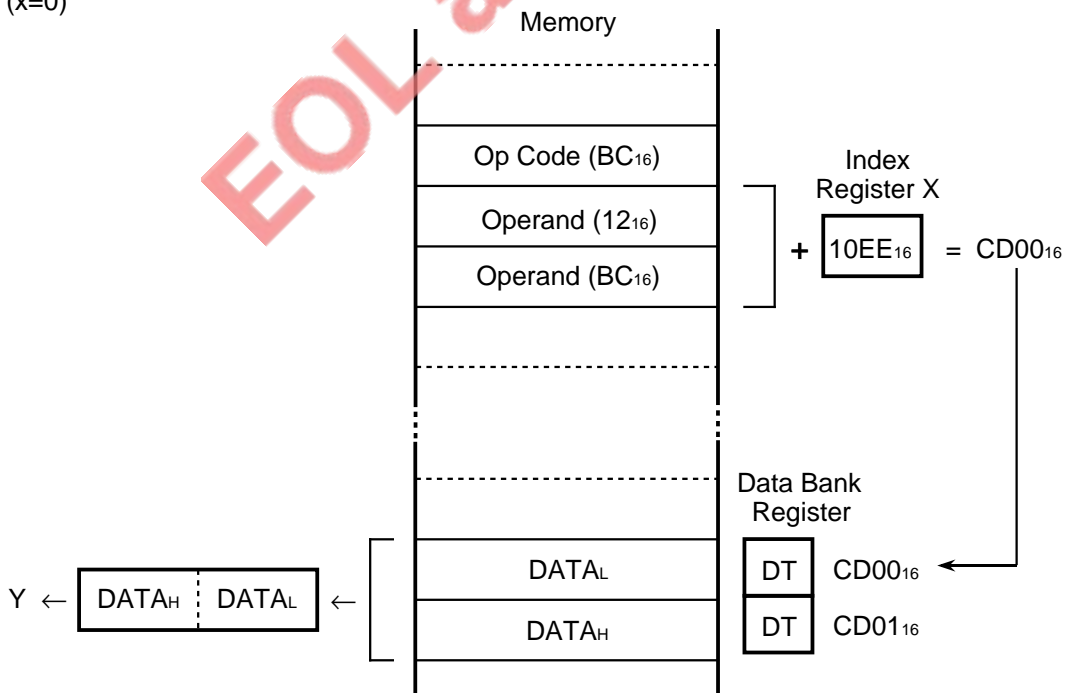 (x=0)
Memory
EOL a
Op Code (BC₁₆)
Index
Register X
Operand (12₁₆)
+ 10EE₁₆ = CD00₁₆
Operand (BC₁₆)
Data Bank
Register
DATAL DT CD00₁₆
Y ← DATAH DATAL ←
DATAH DT CD01₁₆